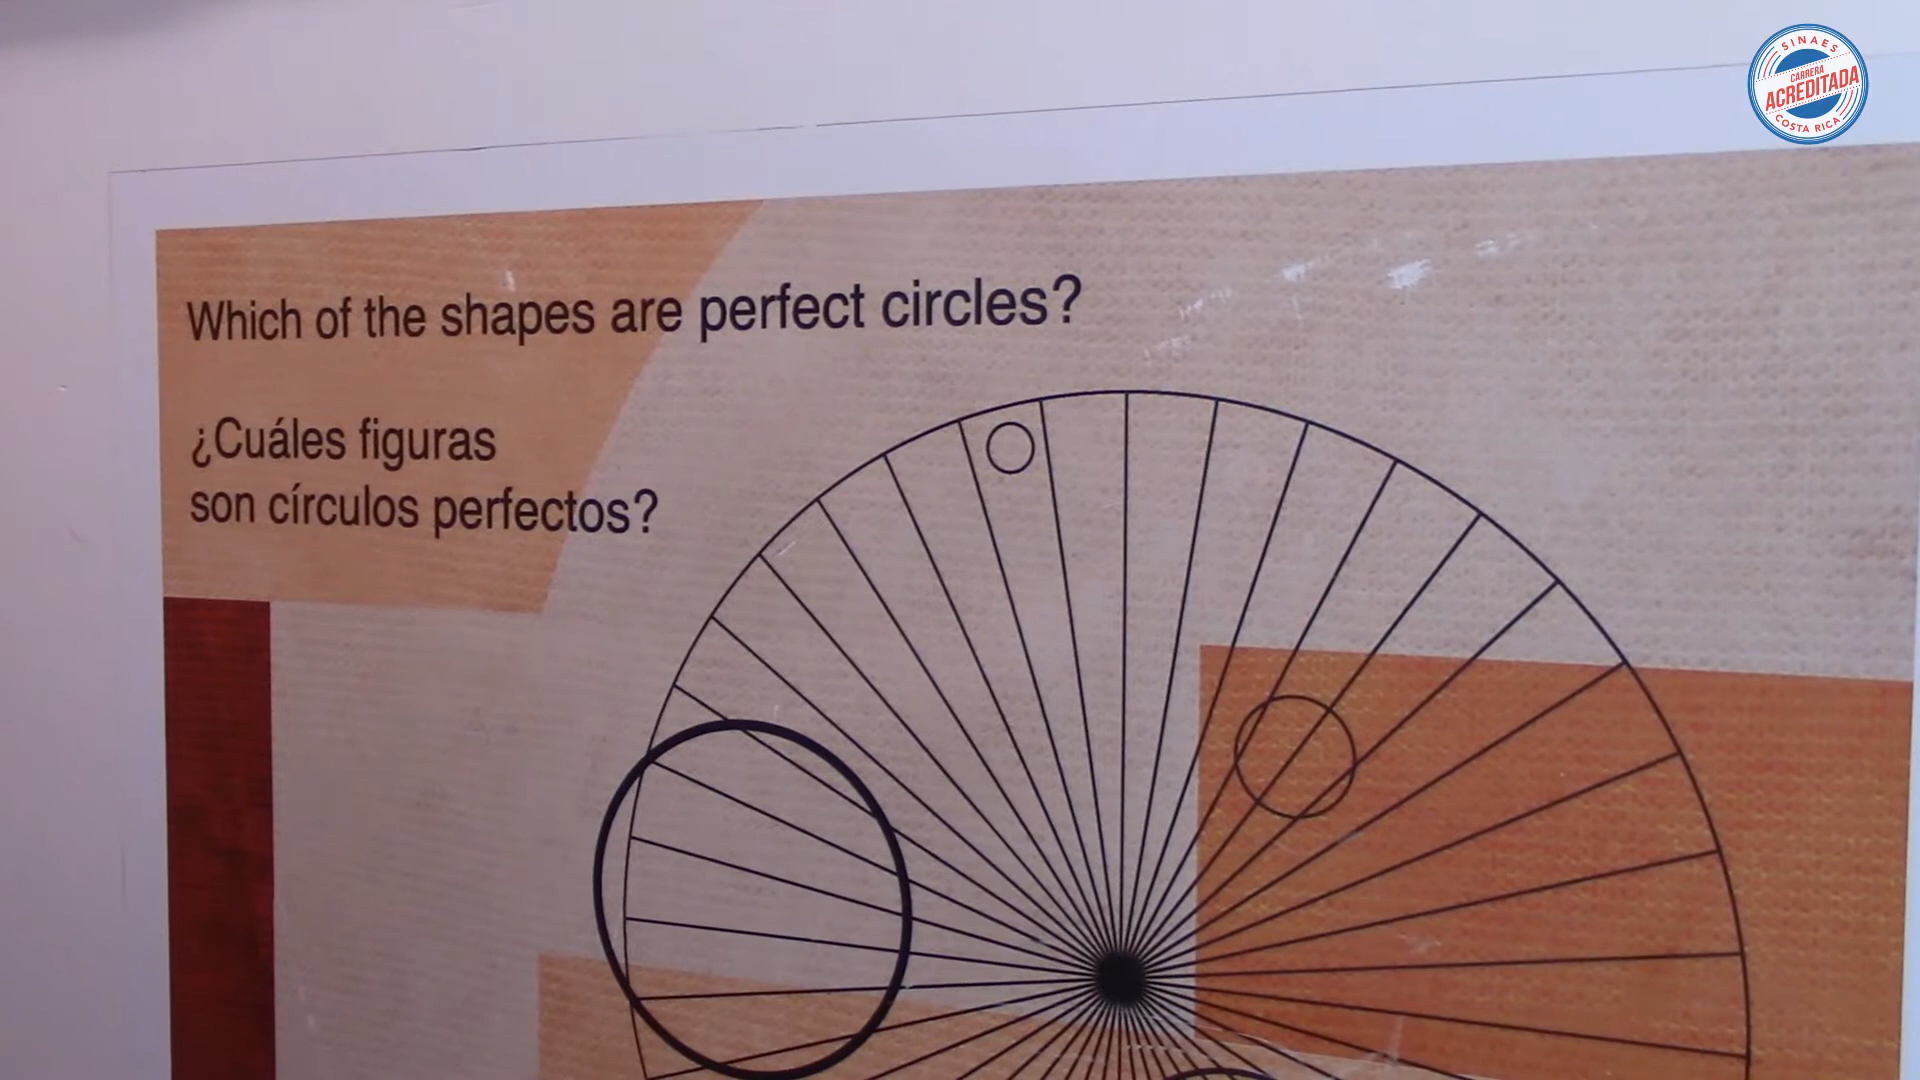 SINAES
CARRERA
ACREDITADA
COSTA RICA
Which of the shapes are perfect circles?
¿Cuáles figuras
son círculos perfectos?